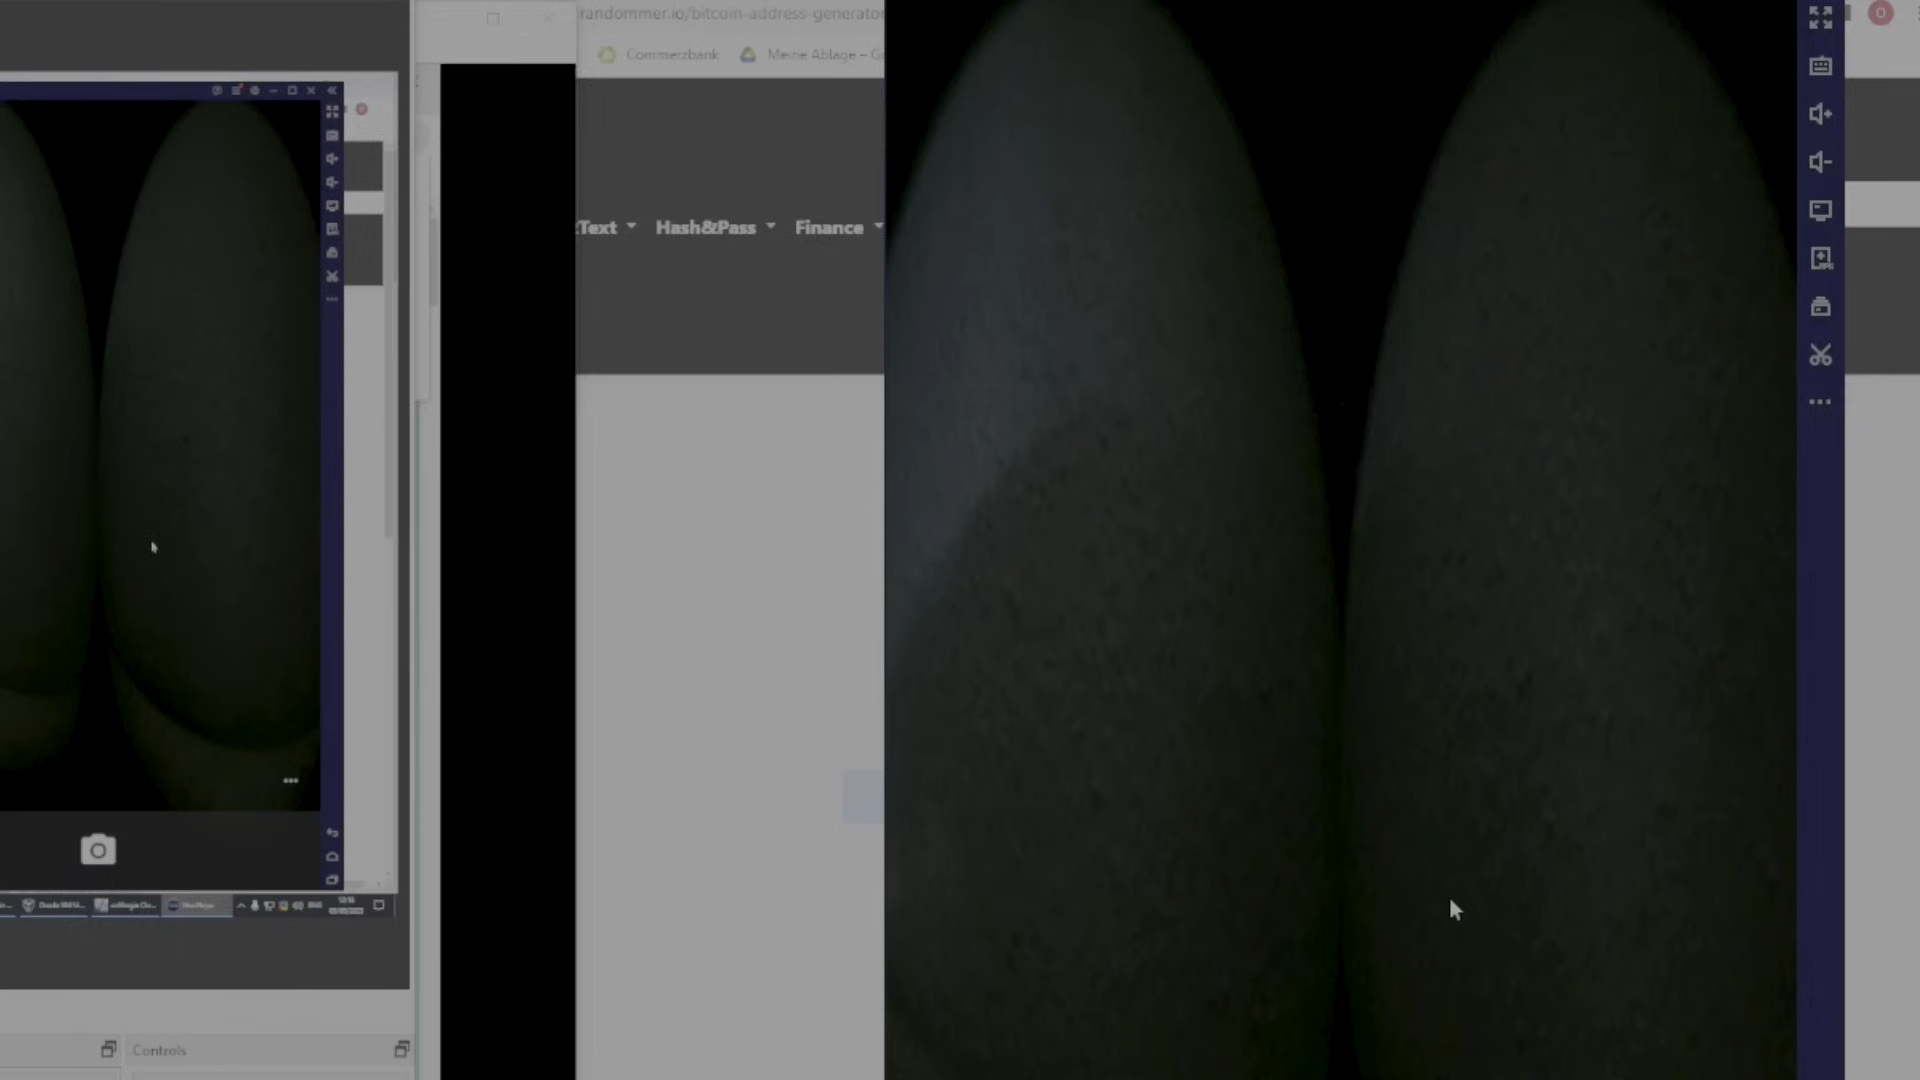 randommer.io/bitcoin-address-generator
Commerzbank
Meine Ablage – G
Text
Hash&Pass
Finance
Controls